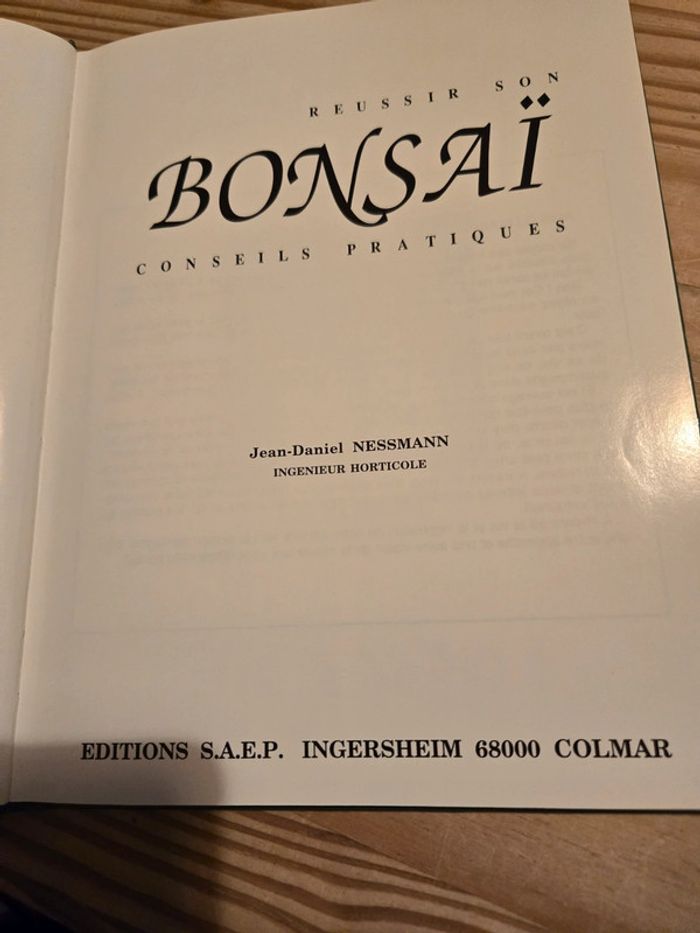 REUSSIR SON
BONSAÏ
CONSEILS PRATIQUES
Jean-Daniel NESSMANN
INGENIEUR HORTICOLE
EDITIONS S.A.E.P. INGERSHEIM 68000 COLMAR